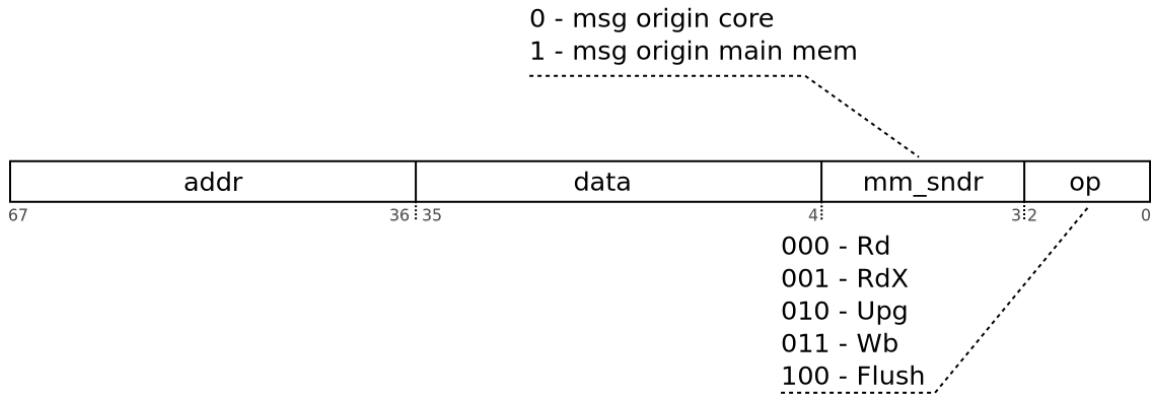 0 - msg origin core
1 - msg origin main mem
addr data mm_sndr op
67 36 35 4 3 2 0
000 - Rd
001 - RdX
010 - Upg
011 - Wb
100 - Flush